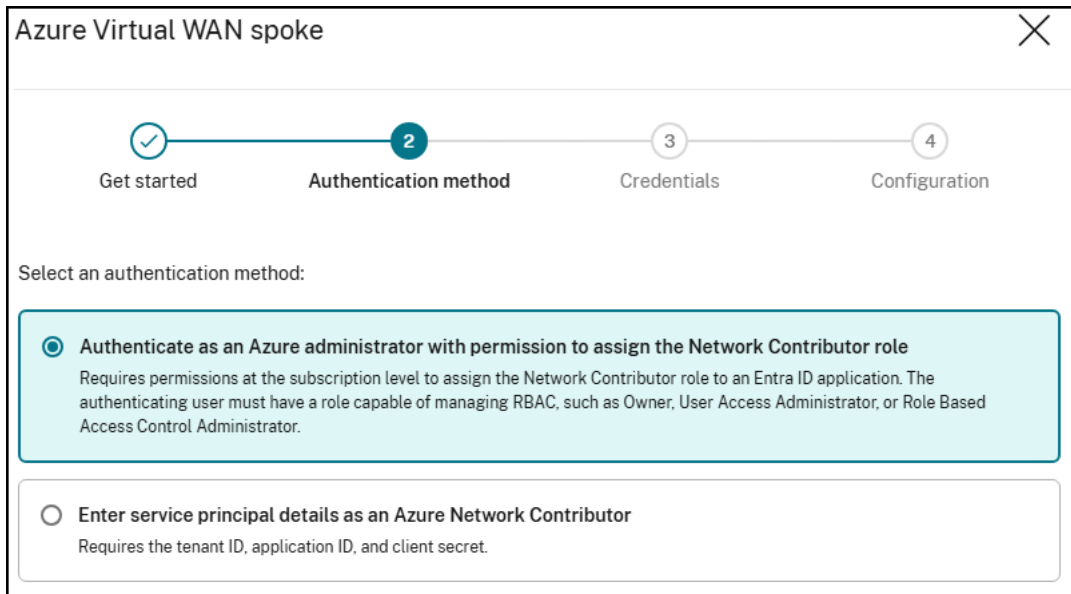 Azure Virtual WAN spoke
2
3
4
Get started
Authentication method
Credentials
Configuration
Select an authentication method:
Authenticate as an Azure administrator with permission to assign the Network Contributor role
Requires permissions at the subscription level to assign the Network Contributor role to an Entra ID application. The
authenticating user must have a role capable of managing RBAC, such as Owner, User Access Administrator, or Role Based
Access Control Administrator.
Enter service principal details as an Azure Network Contributor
Requires the tenant ID, application ID, and client secret.